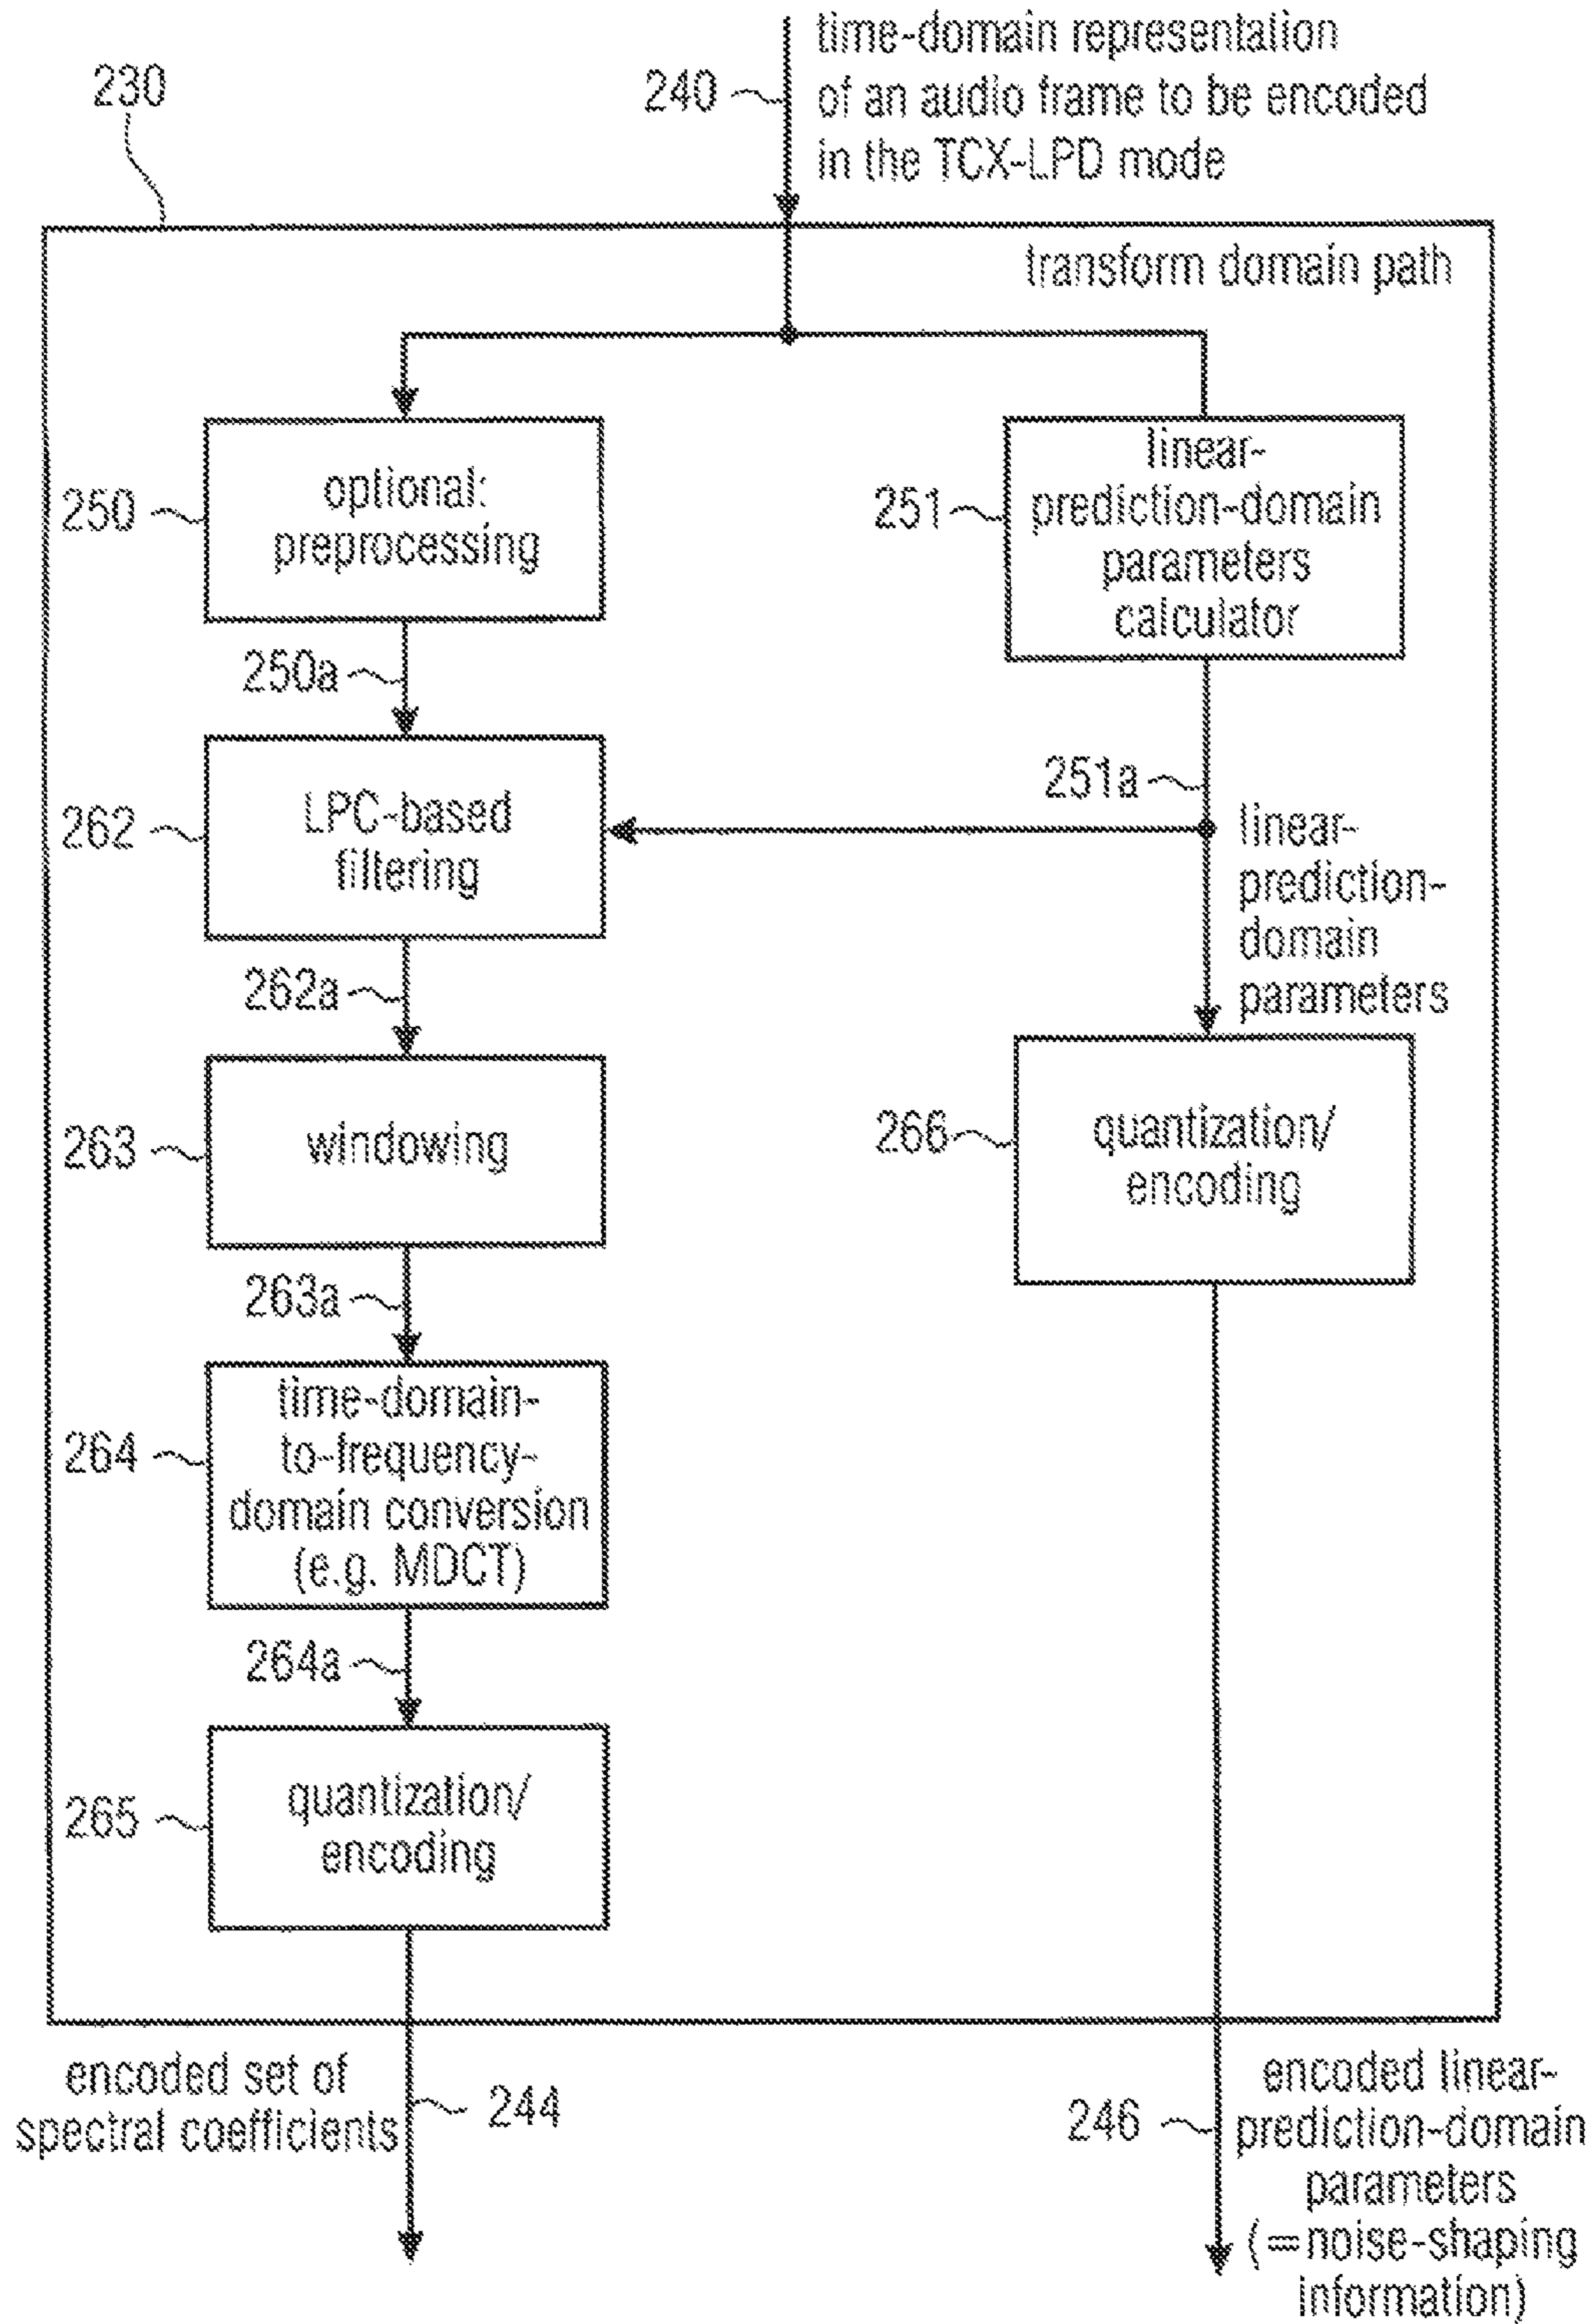 time-domain representation
of an audio frame to be encoded
in the TCX-LPD mode
230
240
transform domain path
250
optional:
preprocessing
251
linear-
prediction-domain
parameters
calculator
250a
251a
262
LPC-based
filtering
linear-
prediction-
domain
parameters
262a
263
windowing
266
quantization/
encoding
263a
264
time-domain-
to-frequency-
domain conversion
(e.g. MDCT)
264a
265
quantization/
encoding
encoded set of
spectral coefficients
244
246
encoded linear-
prediction-domain
parameters
(=noise-shaping
information)